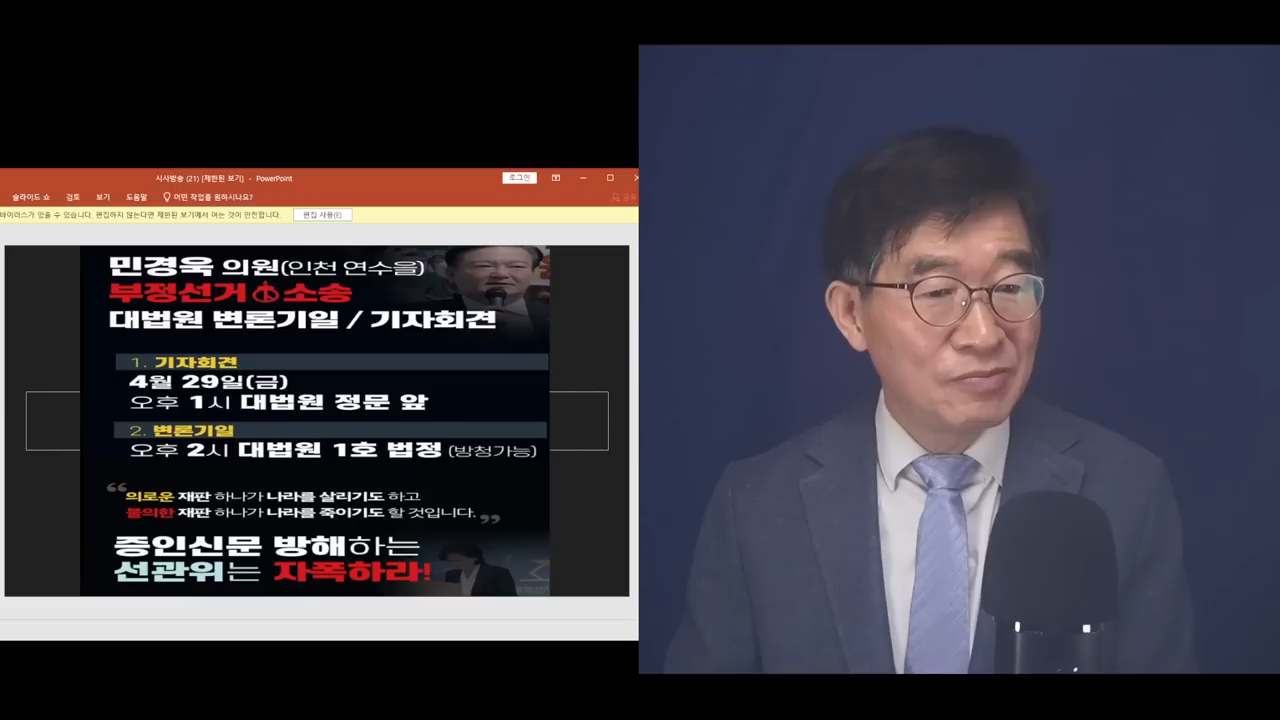 시사방송 (21) [제한된 보기] - PowerPoint
로그인
슬라이드 쇼 검토 보기 도움말 어떤 작업을 원하시나요?
바이러스가 있을 수 있습니다. 편집하지 않는다면 제한된 보기에서 여는 것이 안전합니다. 편집 사용(E)
민경욱 의원(인천 연수을)
부정선거 소송
대법원 변론기일 / 기자회견
1. 기자회견
4월 29일(금)
오후 1시 대법원 정문 앞
2. 변론기일
오후 2시 대법원 1호 법정 (방청가능)
“의로운 재판 하나가 나라를 살리기도 하고
불의한 재판 하나가 나라를 죽이기도 할 것입니다.”
증인신문 방해하는
선관위는 자폭하라!